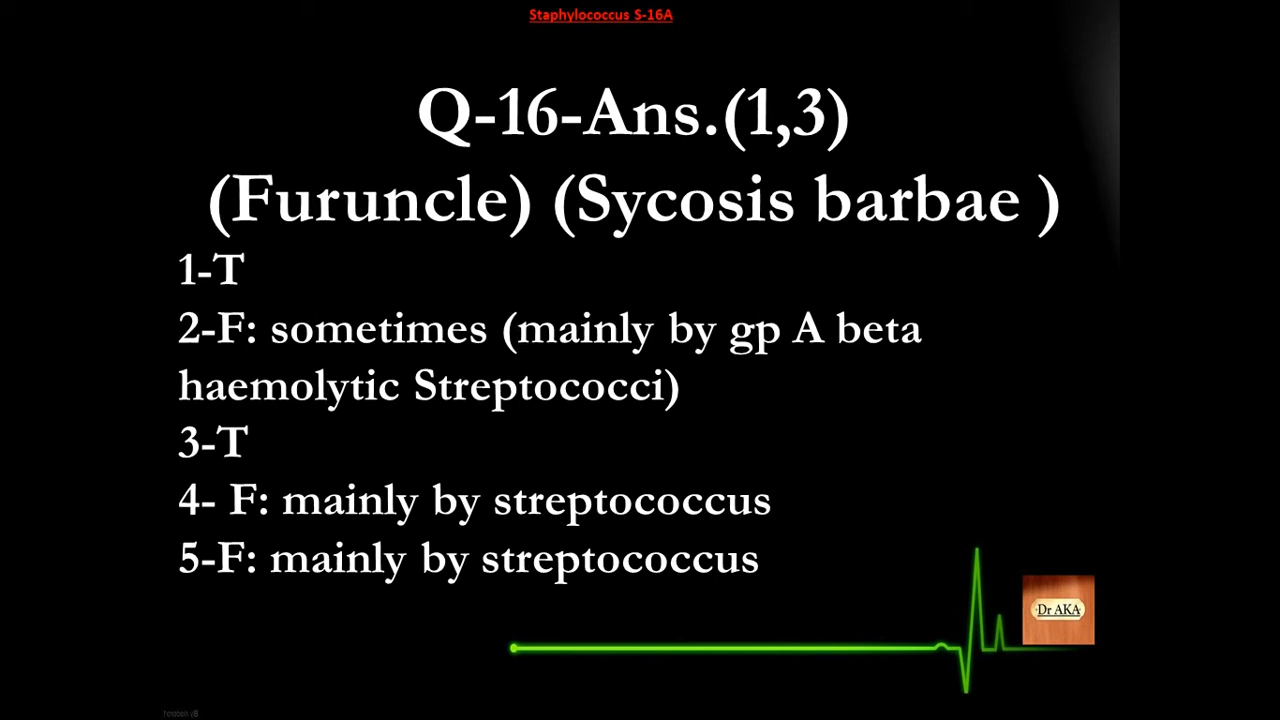 Staphylococcus S-16A
Q-16-Ans.(1,3)
(Furuncle) (Sycosis barbae )
1-T
2-F: sometimes (mainly by gp A beta
haemolytic Streptococci)
3-T
4- F: mainly by streptococcus
5-F: mainly by streptococcus
Dr AKA